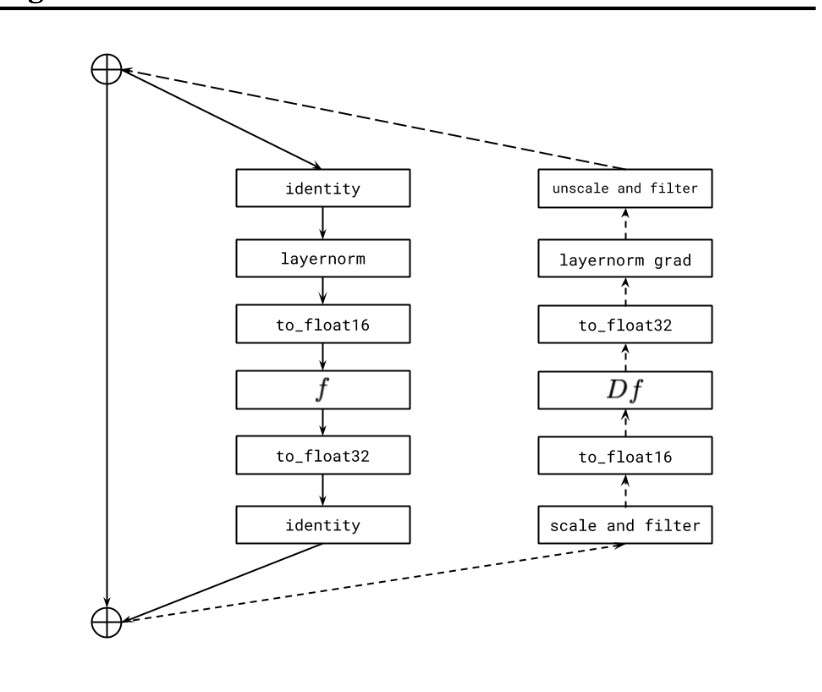 identity
layernorm
to_float16
f
to_float32
identity
unscale and filter
layernorm grad
to_float32
Df
to_float16
scale and filter